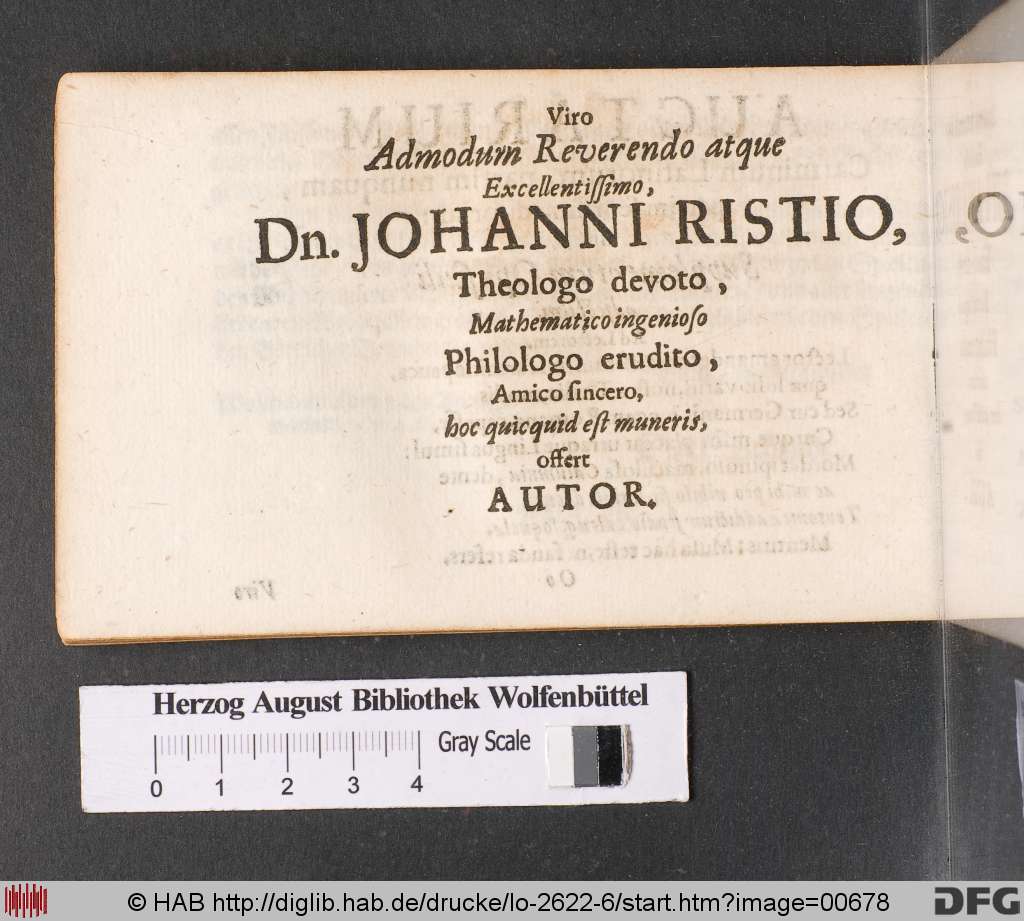 Viro
Admodum Reverendo atque
Excellentiſſimo,
Dn. JOHANNI RISTIO,
Theologo devoto,
Mathematico ingenioſo
Philologo erudito,
Amico ſincero,
hoc quicquid eſt muneris,
offert
AUTOR.
Herzog August Bibliothek Wolfenbüttel
Gray Scale
0 1 2 3 4
© HAB http://diglib.hab.de/drucke/lo-2622-6/start.htm?image=00678
DFG